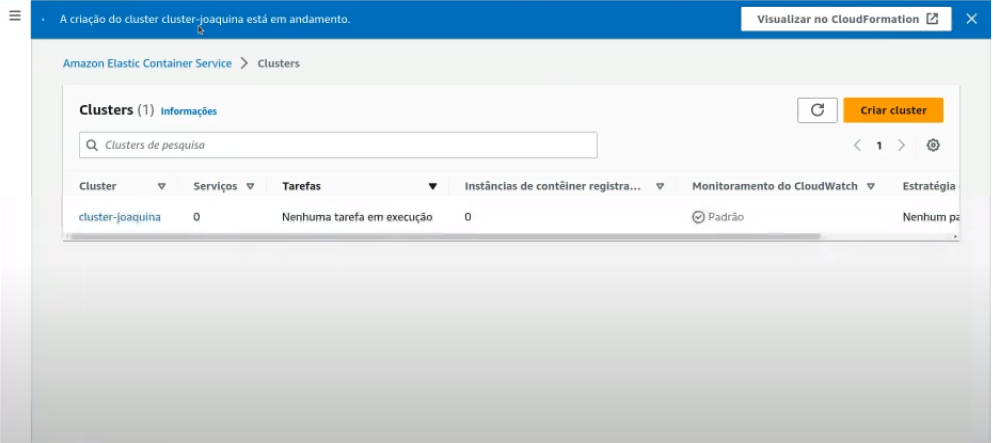 A criação do cluster cluster-joaquina está em andamento.
Visualizar no CloudFormation
Amazon Elastic Container Service > Clusters
Clusters (1) Informações
Criar cluster
Clusters de pesquisa
1
Cluster Serviços Tarefas Instâncias de contêiner registra... Monitoramento do CloudWatch Estratégia
cluster-joaquina 0 Nenhuma tarefa em execução 0 Padrão Nenhum pa